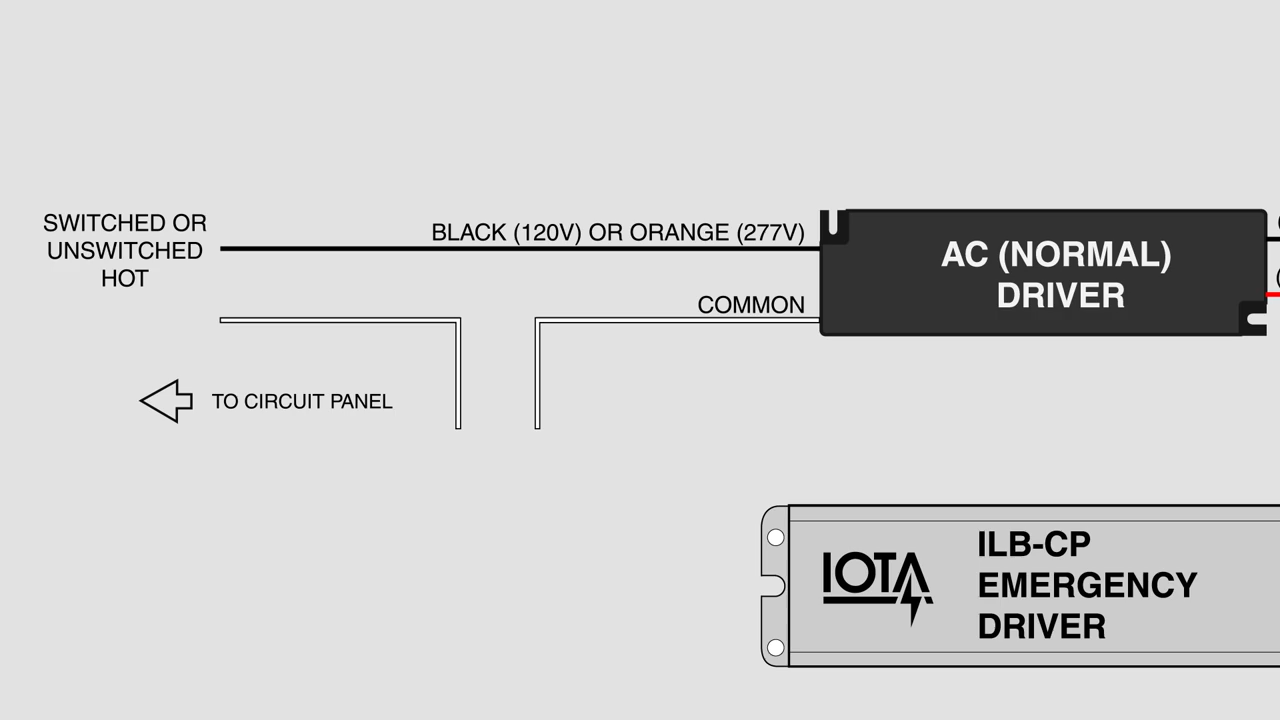 SWITCHED OR
UNSWITCHED
HOT
BLACK (120V) OR ORANGE (277V)
COMMON
AC (NORMAL)
DRIVER
TO CIRCUIT PANEL
IOTA
ILB-CP
EMERGENCY
DRIVER